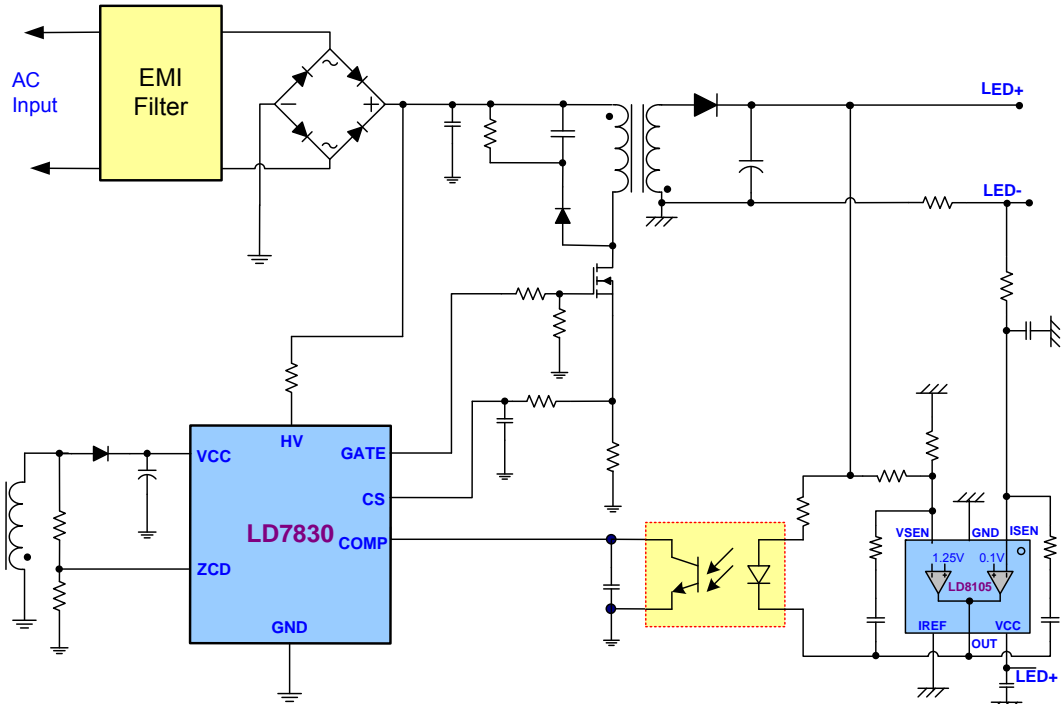 AC
Input
EMI
Filter
LED+
LED-
HV
VCC
GATE
CS
LD7830
COMP
ZCD
GND
VSEN
GND
ISEN
1.25V
0.1V
LD8105
IREF
VCC
OUT
LED+